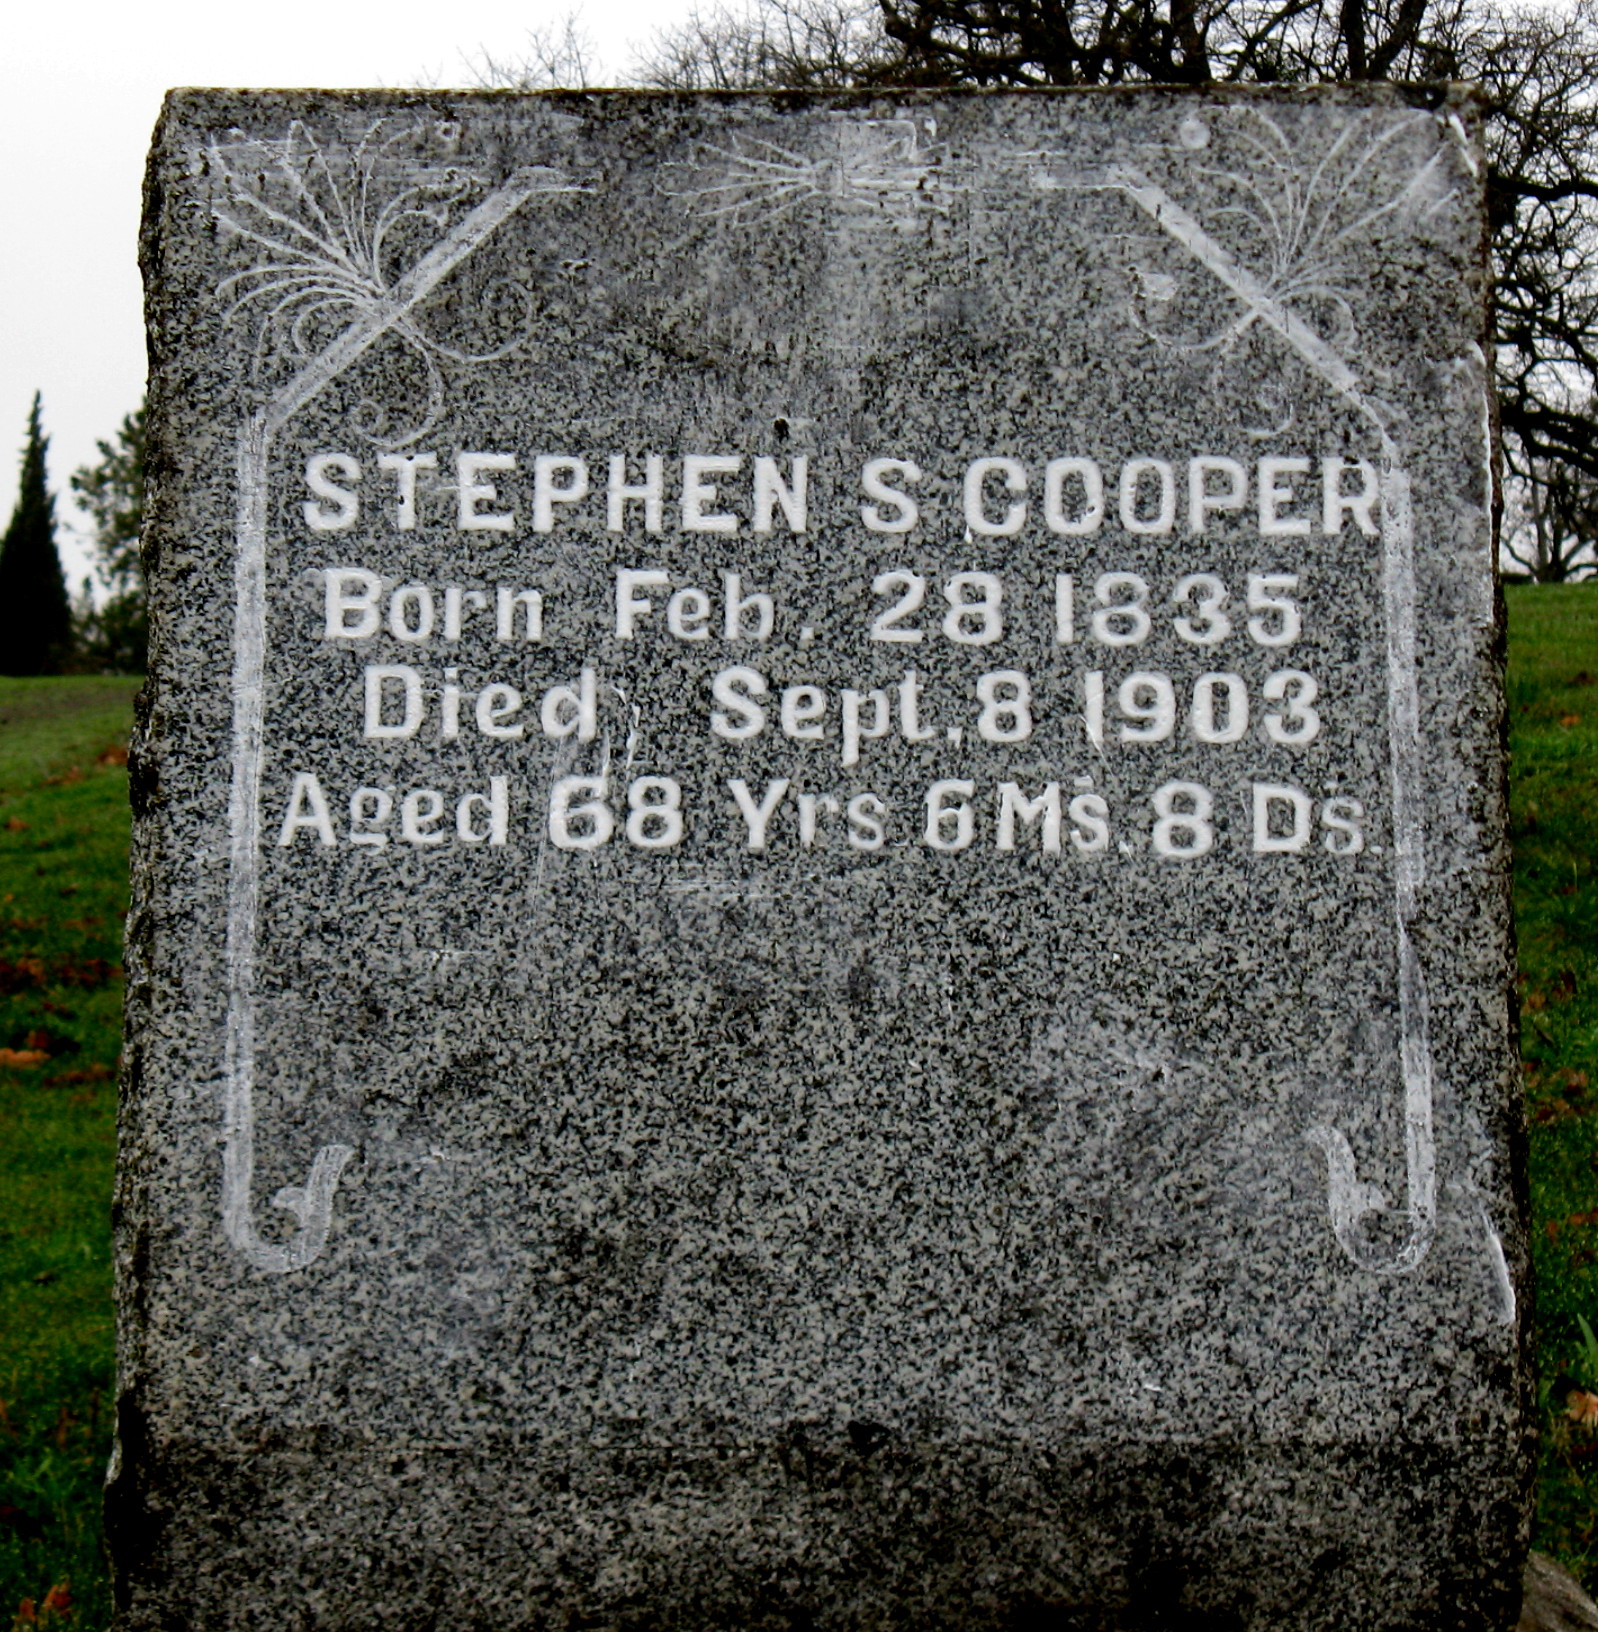 STEPHEN S COOPER
Born Feb. 28 1835
Died Sept. 8 1903
Aged 68 Yrs 6 Ms. 8 Ds.